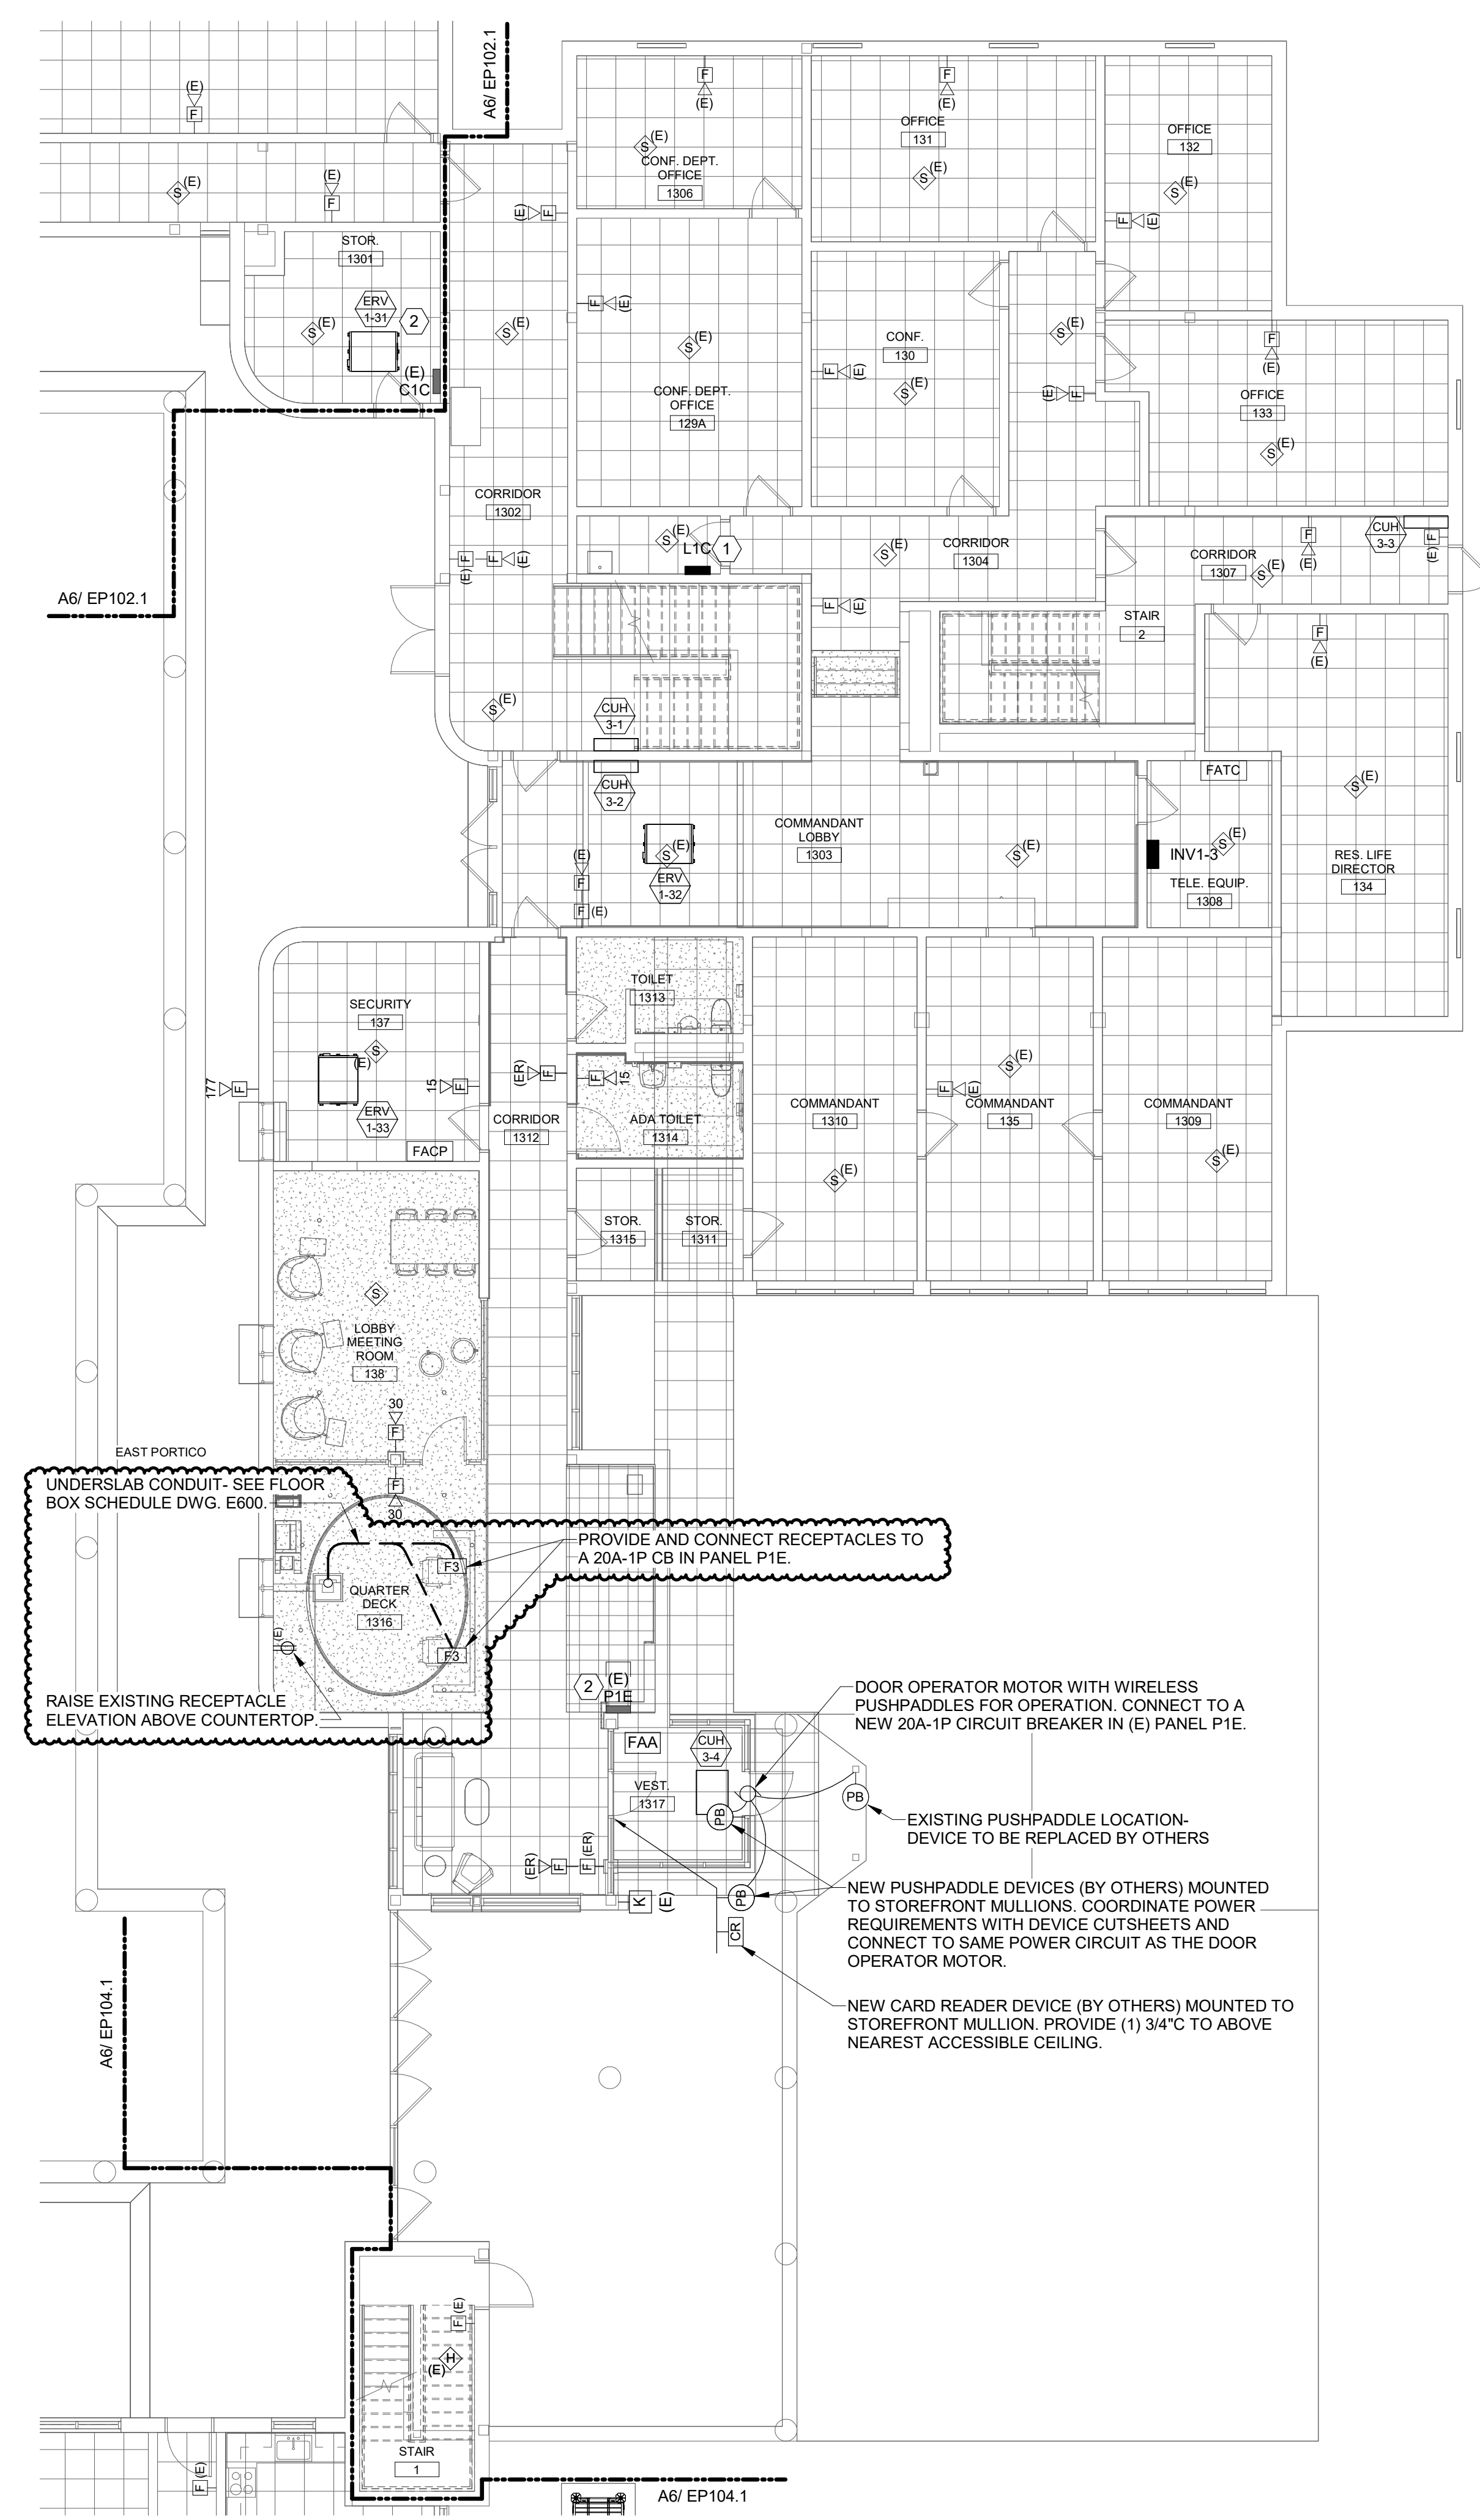 A6/ EP102.1
(E)
F
F
(E)
F
(E)
OFFICE
131
OFFICE
132
S (E)
CONF. DEPT.
OFFICE
1306
S (E)
S (E)
S (E)
(E)
F
(E) F
F (E)
STOR.
1301
ERV
1-31
2
S (E)
(E)
C1C
S (E)
F (E)
S (E)
CONF. DEPT.
OFFICE
129A
CONF.
130
F (E)
S (E)
S (E)
(E) F
F
(E)
OFFICE
133
S (E)
CORRIDOR
1302
S (E)
L1C
1
S (E)
CORRIDOR
1304
CORRIDOR
1307
S (E)
F
(E)
CUH
3-3
F
(E)
F
(E)
F (E)
A6/ EP102.1
F (E)
STAIR
2
F
(E)
S (E)
CUH
3-1
CUH
3-2
FATC
S (E)
COMMANDANT
LOBBY
1303
(E)
F
F (E)
S (E)
ERV
1-32
S (E)
INV1-3
S (E)
TELE. EQUIP.
1308
RES. LIFE
DIRECTOR
134
SECURITY
137
S
(E)
TOILET
1313
177 F
15 F
(ER) F
F 15
ERV
1-33
FACP
CORRIDOR
1312
ADA TOILET
1314
S (E)
F (E)
COMMANDANT
1310
COMMANDANT
135
COMMANDANT
1309
S (E)
S (E)
STOR.
1315
STOR.
1311
S
LOBBY
MEETING
ROOM
138
30
F
EAST PORTICO
UNDERSLAB CONDUIT- SEE FLOOR
BOX SCHEDULE DWG. E600.
F
30
PROVIDE AND CONNECT RECEPTACLES TO
A 20A-1P CB IN PANEL P1E.
F3
QUARTER
DECK
1316
(E)
F3
RAISE EXISTING RECEPTACLE
ELEVATION ABOVE COUNTERTOP.
2
(E)
P1E
DOOR OPERATOR MOTOR WITH WIRELESS
PUSHPADDLES FOR OPERATION. CONNECT TO A
NEW 20A-1P CIRCUIT BREAKER IN (E) PANEL P1E.
FAA
CUH
3-4
VEST.
1317
PB
PB
EXISTING PUSHPADDLE LOCATION-
DEVICE TO BE REPLACED BY OTHERS
(ER) F
F (ER)
K (E)
PB
NEW PUSHPADDLE DEVICES (BY OTHERS) MOUNTED
TO STOREFRONT MULLIONS. COORDINATE POWER
REQUIREMENTS WITH DEVICE CUTSHEETS AND
CONNECT TO SAME POWER CIRCUIT AS THE DOOR
OPERATOR MOTOR.
CR
NEW CARD READER DEVICE (BY OTHERS) MOUNTED TO
STOREFRONT MULLION. PROVIDE (1) 3/4"C TO ABOVE
NEAREST ACCESSIBLE CEILING.
A6/ EP104.1
F (E)
H
(E)
STAIR
1
F (E)
A6/ EP104.1